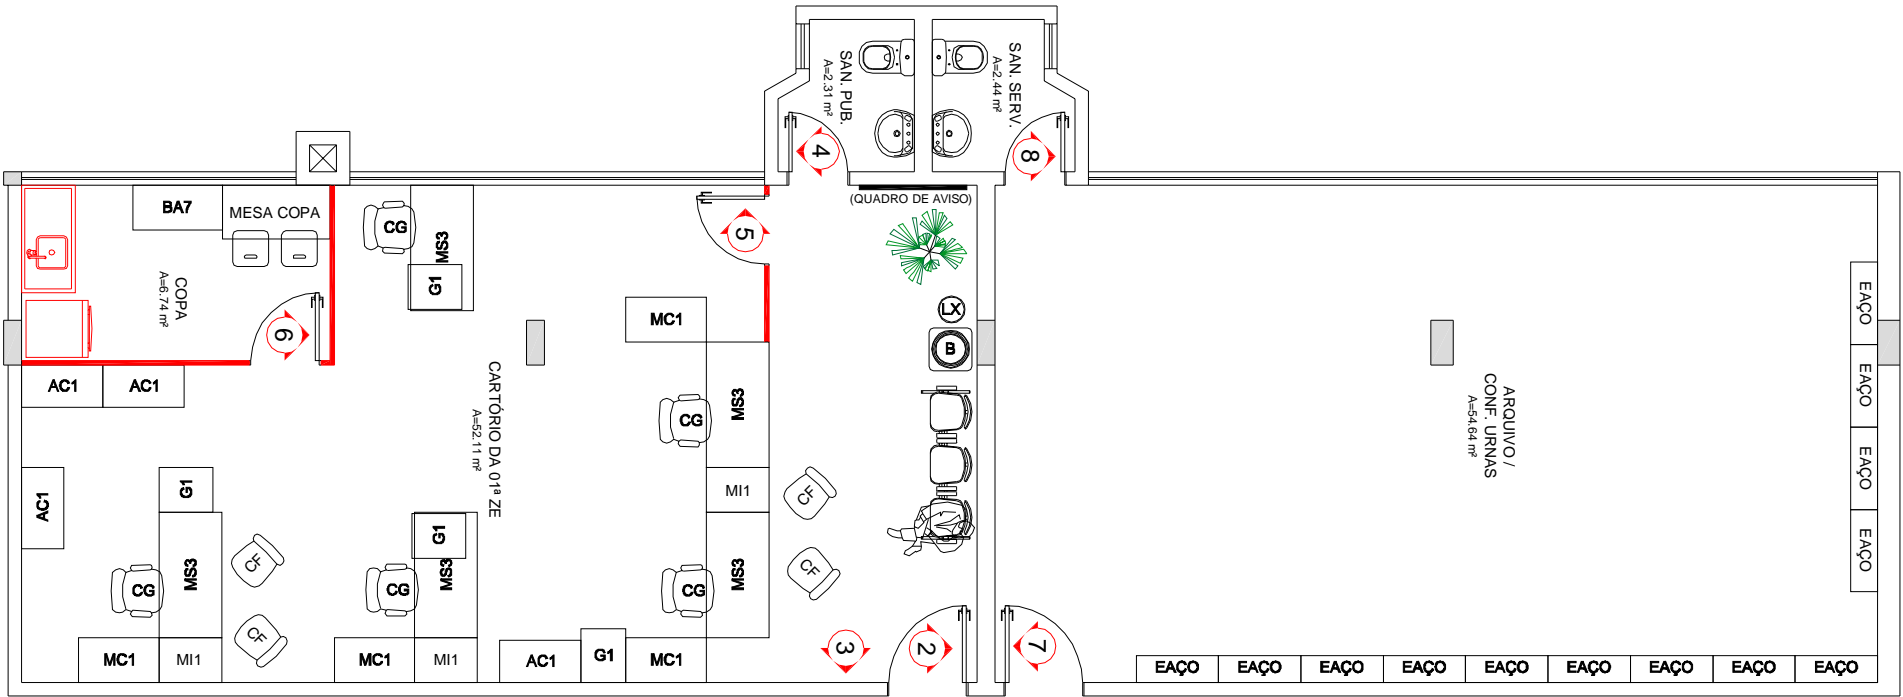 SAN. PUB.
A=2.31 m²
SAN. SERV.
A=2.44 m²
4
8
(QUADRO DE AVISO)
BA7
MESA COPA
CG
MS3
G1
5
COPA
A=6.74 m²
6
MC1
LX
B
AC1
AC1
CARTÓRIO DA 01ª ZE
A=52.11 m²
CG
MS3
MI1
CF
CF
AC1
G1
MS3
CG
CF
CF
G1
MS3
CG
CG
MS3
MC1
MI1
MC1
MI1
AC1
G1
MC1
3
2
7
ARQUIVO /
CONF. URNAS
A=54.64 m²
EAÇO
EAÇO
EAÇO
EAÇO
EAÇO
EAÇO
EAÇO
EAÇO
EAÇO
EAÇO
EAÇO
EAÇO
EAÇO